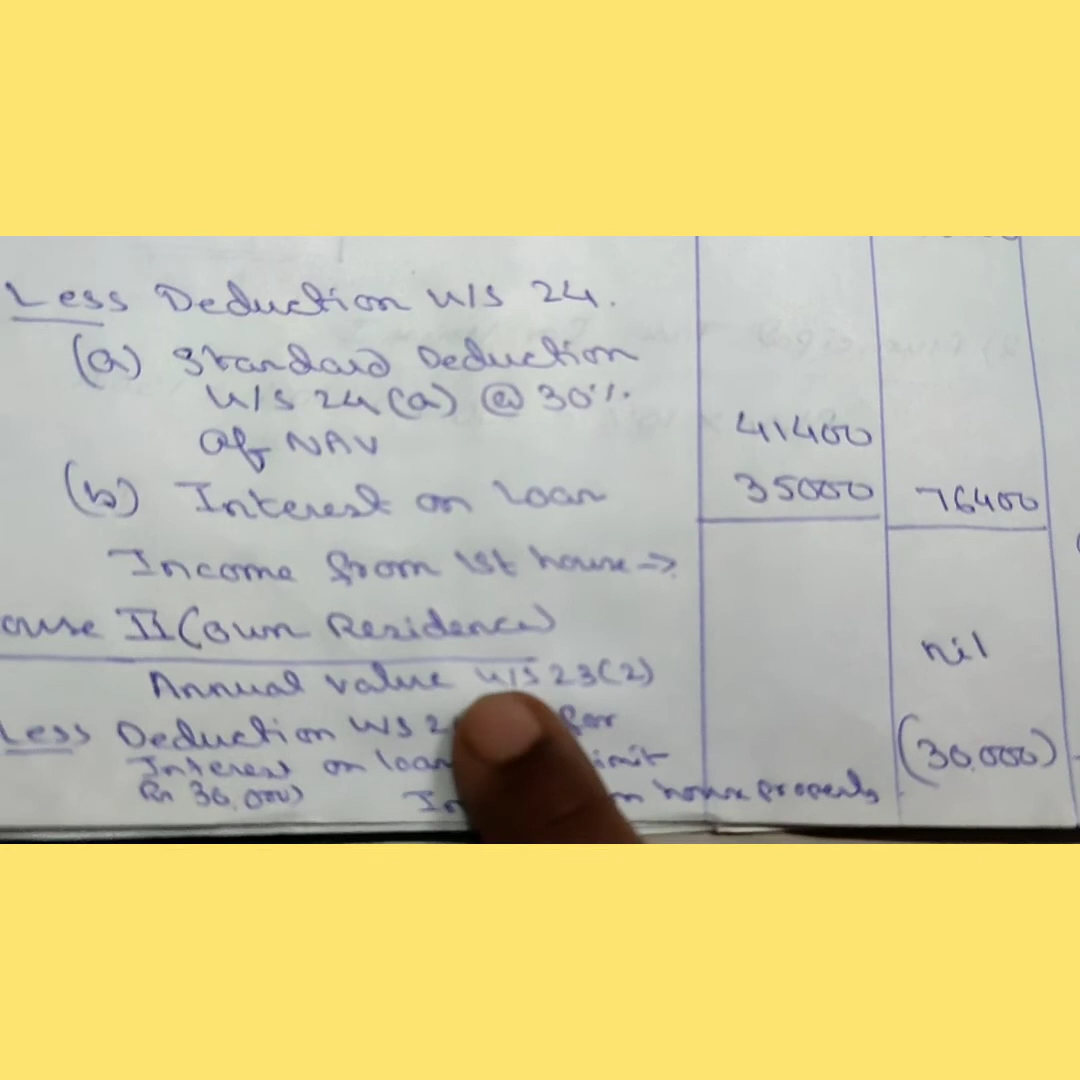 Less Deduction U/S 24.
(a) Standard Deduction
U/S 24(a) @ 30%.
of NAV 41400
(b) Interest on Loan 35000 76400
Income from 1st house →
ouse II (Own Residence)
nil
Annual value U/S 23(2)
Less Deduction U/S for
Interest on loan
Rs 30,000) house property (30,000)